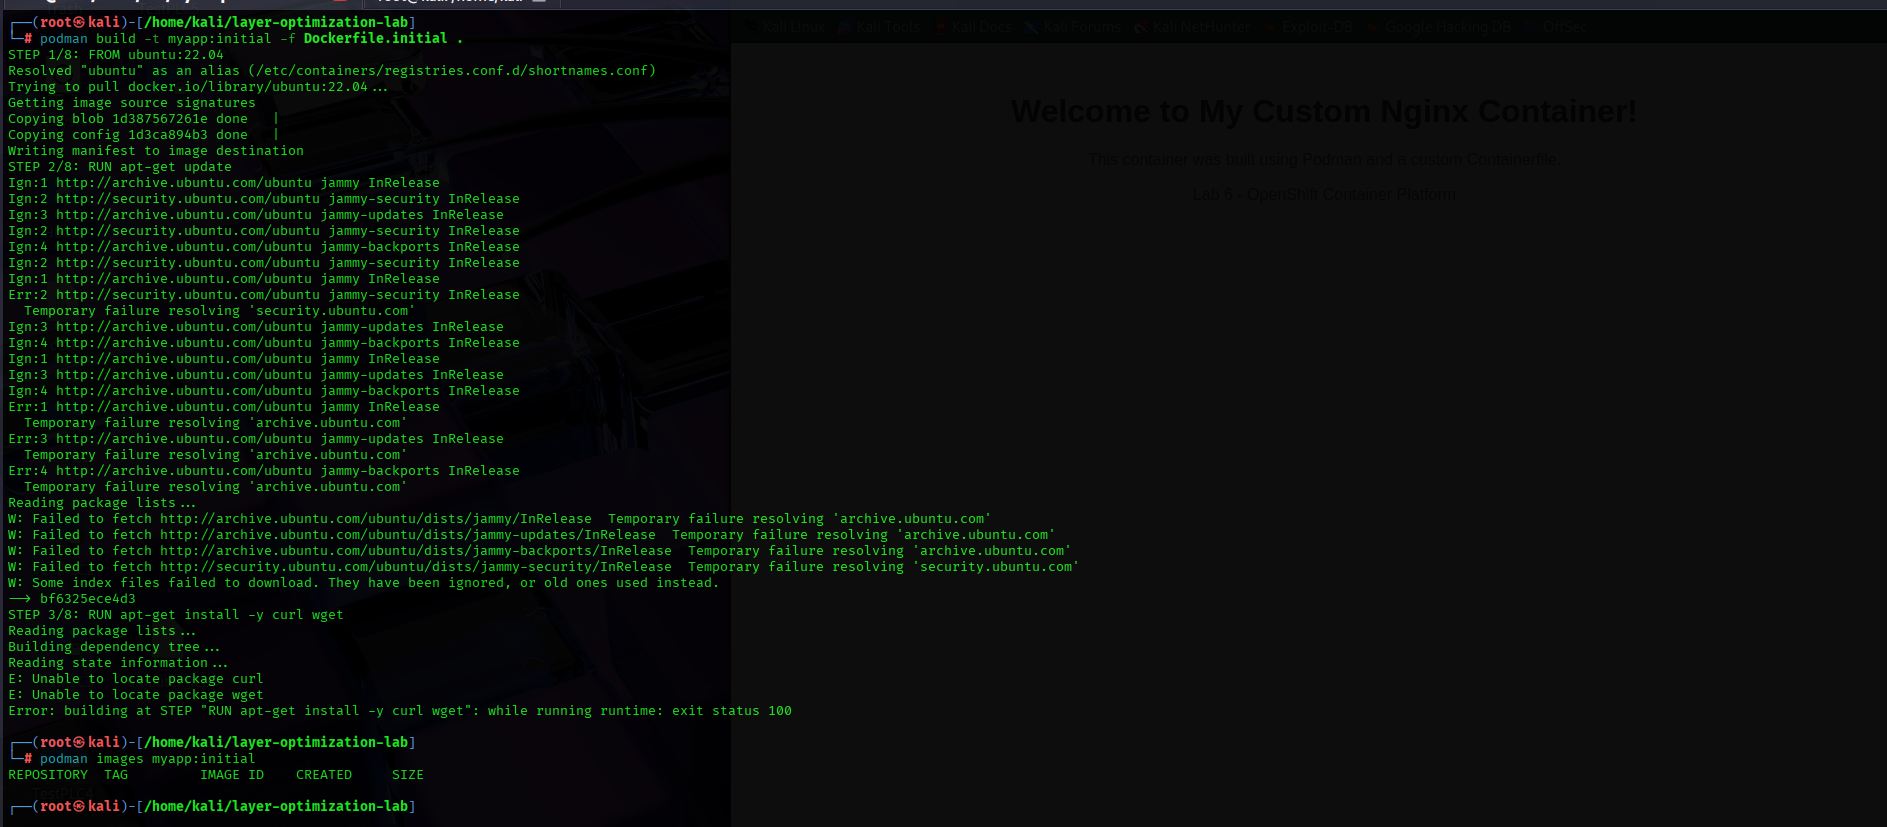 Kali Linux Kali Tools Kali Docs Kali Forums Kali NetHunter Exploit-DB Google Hacking DB OffSec
┌──(root㉿kali)-[/home/kali/layer-optimization-lab]
└─# podman build -t myapp:initial -f Dockerfile.initial .
STEP 1/8: FROM ubuntu:22.04
Resolved "ubuntu" as an alias (/etc/containers/registries.conf.d/shortnames.conf)
Trying to pull docker.io/library/ubuntu:22.04...
Getting image source signatures
Copying blob 1d387567261e done   |
Copying config 1d3ca894b3 done   |
Writing manifest to image destination
STEP 2/8: RUN apt-get update
Ign:1 http://archive.ubuntu.com/ubuntu jammy InRelease
Ign:2 http://security.ubuntu.com/ubuntu jammy-security InRelease
Ign:3 http://archive.ubuntu.com/ubuntu jammy-updates InRelease
Ign:2 http://security.ubuntu.com/ubuntu jammy-security InRelease
Ign:4 http://archive.ubuntu.com/ubuntu jammy-backports InRelease
Ign:2 http://security.ubuntu.com/ubuntu jammy-security InRelease
Ign:1 http://archive.ubuntu.com/ubuntu jammy InRelease
Err:2 http://security.ubuntu.com/ubuntu jammy-security InRelease
  Temporary failure resolving 'security.ubuntu.com'
Ign:3 http://archive.ubuntu.com/ubuntu jammy-updates InRelease
Ign:4 http://archive.ubuntu.com/ubuntu jammy-backports InRelease
Ign:1 http://archive.ubuntu.com/ubuntu jammy InRelease
Ign:3 http://archive.ubuntu.com/ubuntu jammy-updates InRelease
Ign:4 http://archive.ubuntu.com/ubuntu jammy-backports InRelease
Err:1 http://archive.ubuntu.com/ubuntu jammy InRelease
  Temporary failure resolving 'archive.ubuntu.com'
Err:3 http://archive.ubuntu.com/ubuntu jammy-updates InRelease
  Temporary failure resolving 'archive.ubuntu.com'
Err:4 http://archive.ubuntu.com/ubuntu jammy-backports InRelease
  Temporary failure resolving 'archive.ubuntu.com'
Reading package lists...
W: Failed to fetch http://archive.ubuntu.com/ubuntu/dists/jammy/InRelease  Temporary failure resolving 'archive.ubuntu.com'
W: Failed to fetch http://archive.ubuntu.com/ubuntu/dists/jammy-updates/InRelease  Temporary failure resolving 'archive.ubuntu.com'
W: Failed to fetch http://archive.ubuntu.com/ubuntu/dists/jammy-backports/InRelease  Temporary failure resolving 'archive.ubuntu.com'
W: Failed to fetch http://security.ubuntu.com/ubuntu/dists/jammy-security/InRelease  Temporary failure resolving 'security.ubuntu.com'
W: Some index files failed to download. They have been ignored, or old ones used instead.
--> bf6325ece4d3
STEP 3/8: RUN apt-get install -y curl wget
Reading package lists...
Building dependency tree...
Reading state information...
E: Unable to locate package curl
E: Unable to locate package wget
Error: building at STEP "RUN apt-get install -y curl wget": while running runtime: exit status 100
┌──(root㉿kali)-[/home/kali/layer-optimization-lab]
└─# podman images myapp:initial
REPOSITORY  TAG         IMAGE ID    CREATED     SIZE
TestPLC4
┌──(root㉿kali)-[/home/kali/layer-optimization-lab]
Welcome to My Custom Nginx Container!
This container was built using Podman and a custom Containerfile.
Lab 6 - OpenShift Container Platform